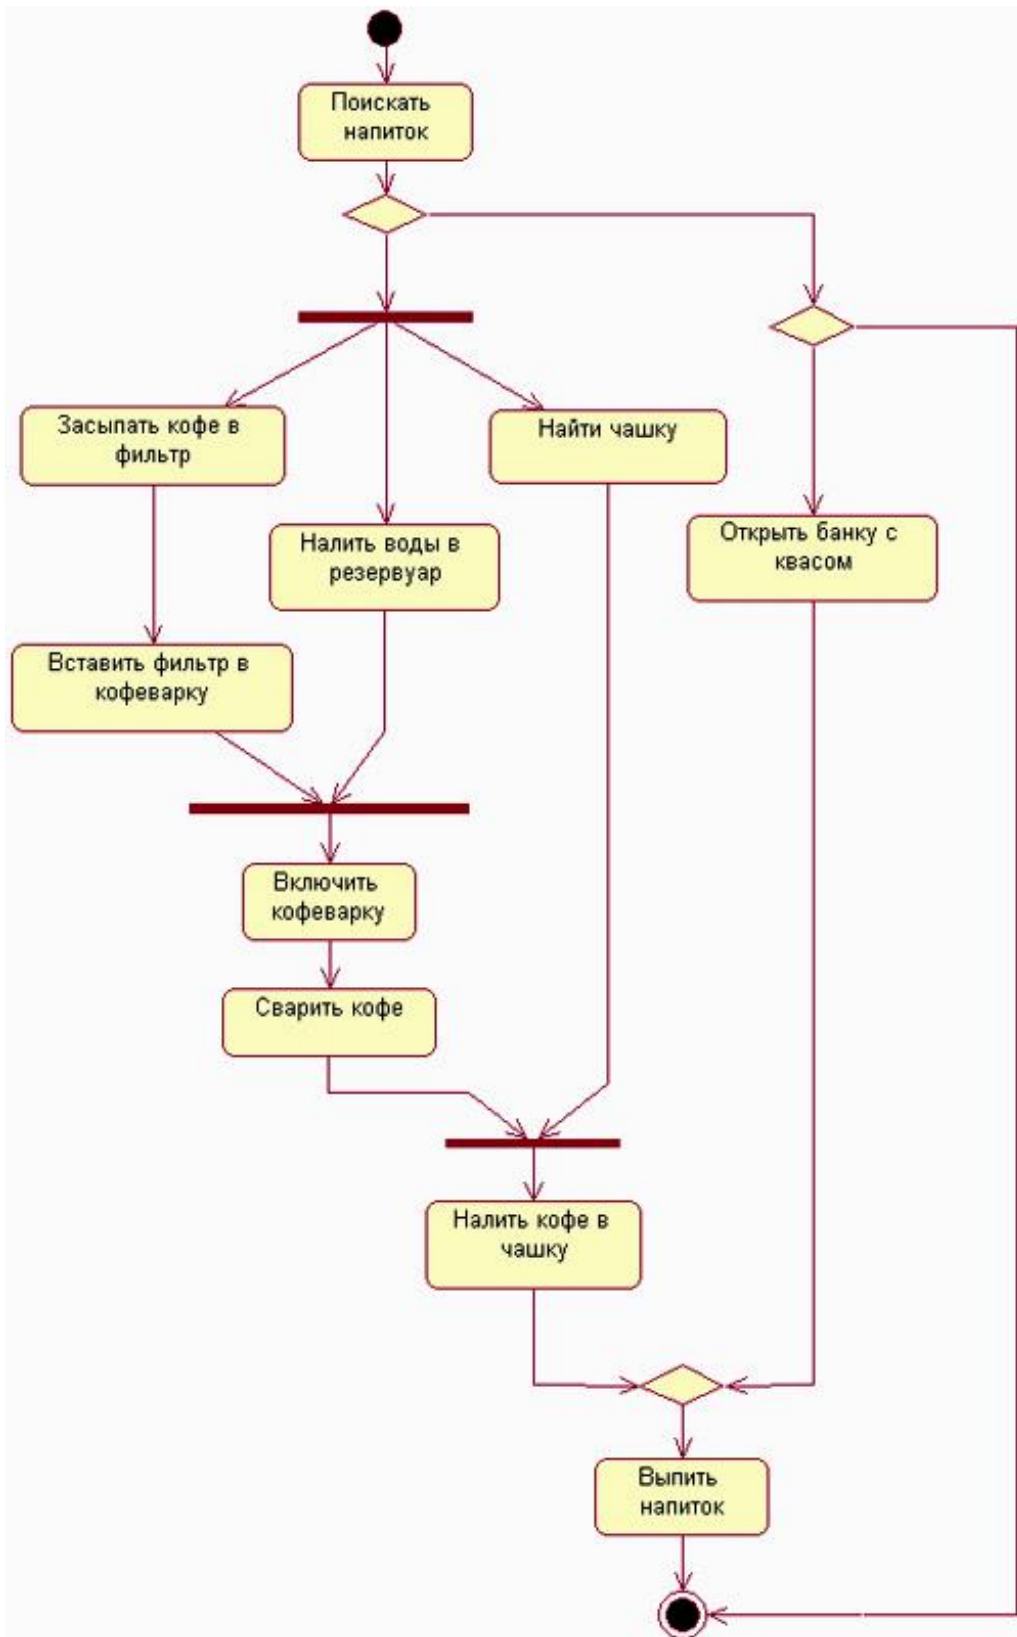 Поискать
напиток
Засыпать кофе в
фильтр
Найти чашку
Налить воды в
резервуар
Открыть банку с
квасом
Вставить фильтр в
кофеварку
Включить
кофеварку
Сварить кофе
Налить кофе в
чашку
Выпить
напиток